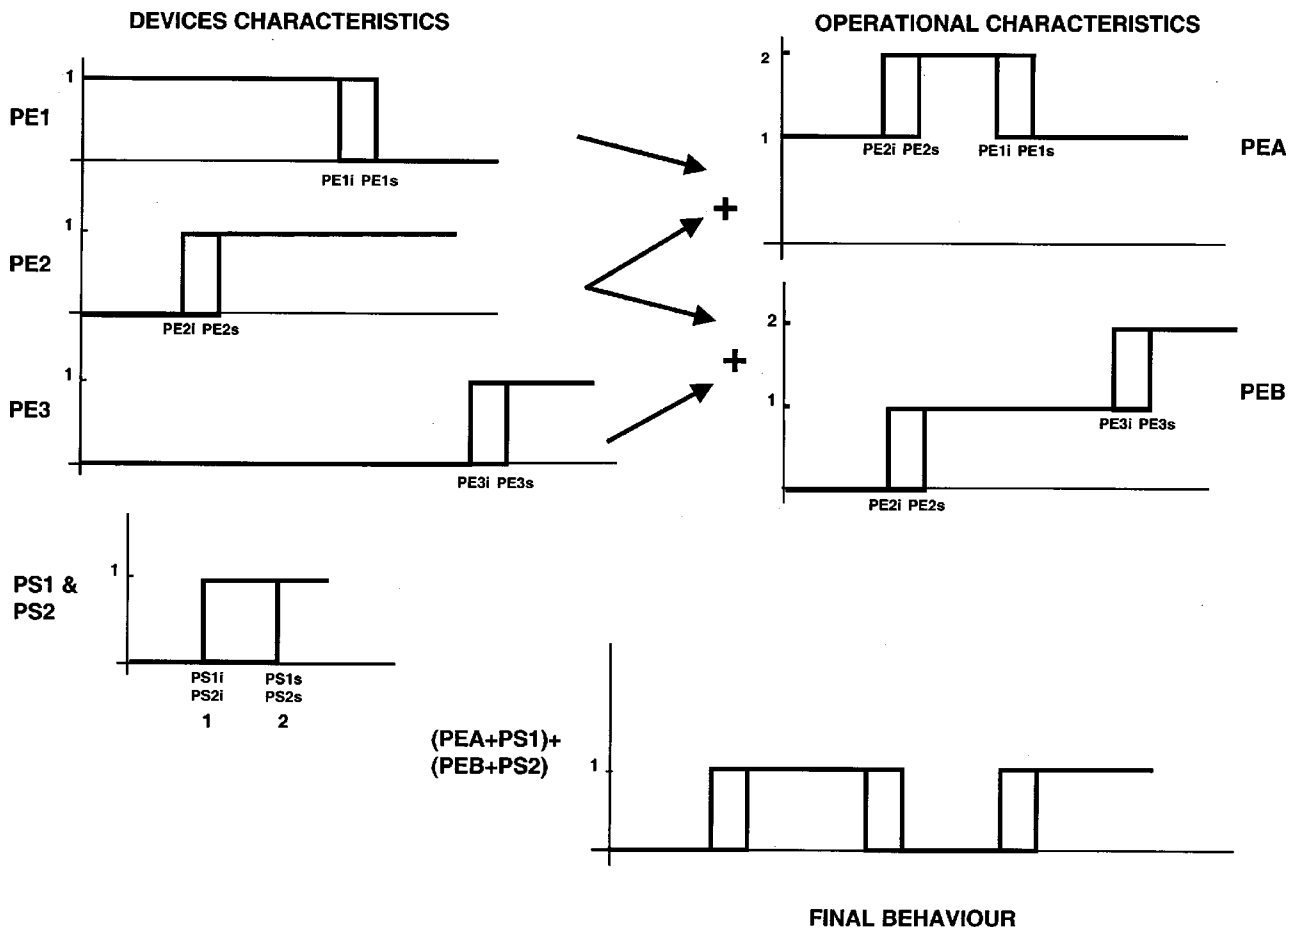 DEVICES CHARACTERISTICS
OPERATIONAL CHARACTERISTICS
1
PE1
PE1i PE1s
1
PE2
PE2i PE2s
1
PE3
PE3i PE3s
2
1
PE2i PE2s
PE1i PE1s
PEA
+
+
2
1
PE3i PE3s
PEB
PE2i PE2s
PS1 &
PS2
1
PS1i
PS2i
1
PS1s
PS2s
2
(PEA+PS1)+
(PEB+PS2)
1
FINAL BEHAVIOUR